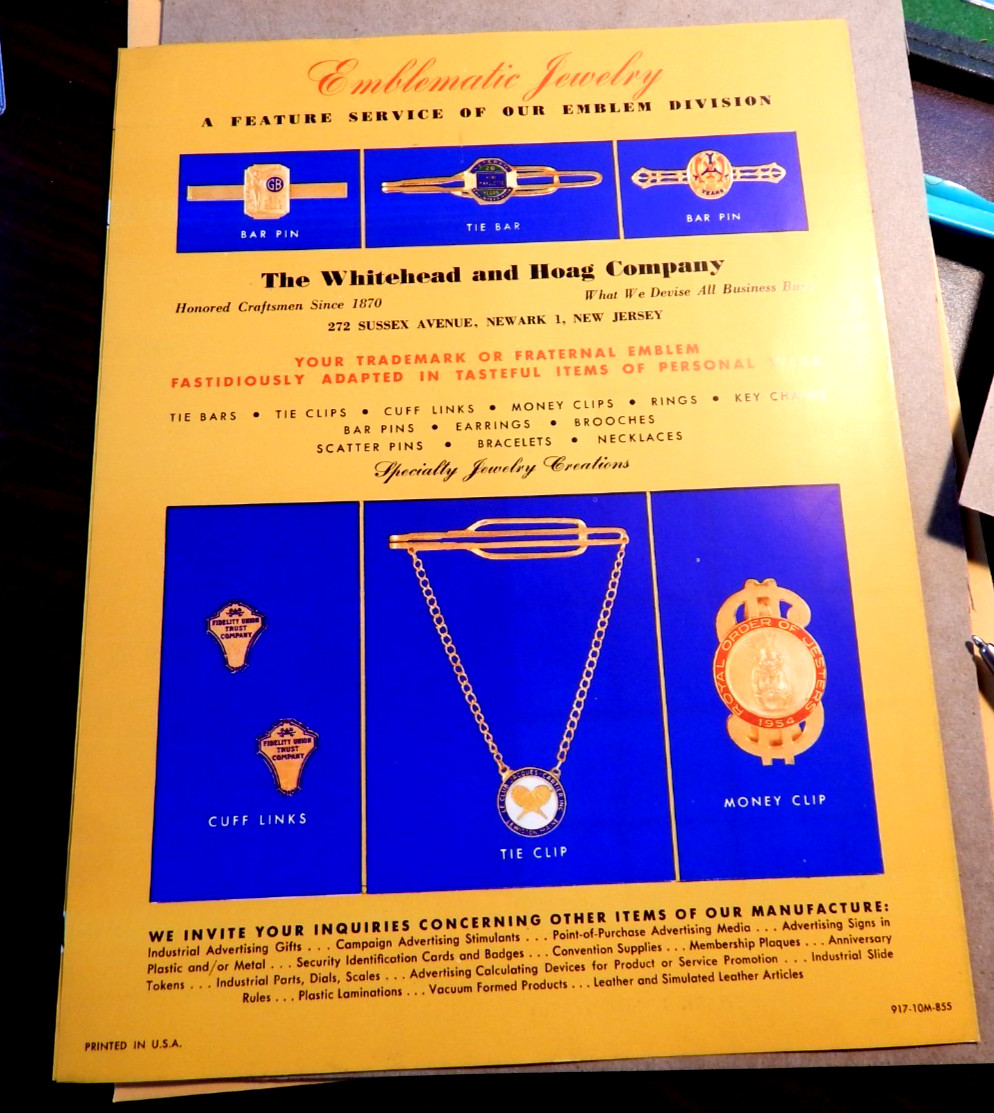 Emblematic Jewelry
A FEATURE SERVICE OF OUR EMBLEM DIVISION
GB
YEARS
BAR PIN
TIE BAR
BAR PIN
The Whitehead and Hoag Company
Honored Craftsmen Since 1870
What We Devise All Business
272 SUSSEX AVENUE, NEWARK 1, NEW JERSEY
YOUR TRADEMARK OR FRATERNAL EMBLEM
FASTIDIOUSLY ADAPTED IN TASTEFUL ITEMS OF PERSONAL
TIE BARS • TIE CLIPS • CUFF LINKS • MONEY CLIPS • RINGS • KEY CHAINS
BAR PINS • EARRINGS • BROOCHES
SCATTER PINS • BRACELETS • NECKLACES
Specialty Jewelry Creations
FIDELITY UNION
TRUST
COMPANY
FIDELITY UNION
TRUST
COMPANY
CUFF LINKS
LE CLUB JACQUES-CARTIER INC.
LEWISTON MAINE
TIE CLIP
ROYAL ORDER OF JESTERS
1954
MONEY CLIP
WE INVITE YOUR INQUIRIES CONCERNING OTHER ITEMS OF OUR MANUFACTURE:
Industrial Advertising Gifts . . . Campaign Advertising Stimulants . . . Point-of-Purchase Advertising Media . . . Advertising Signs in
Plastic and/or Metal . . . Security Identification Cards and Badges . . . Convention Supplies . . . Membership Plaques . . . Anniversary
Tokens . . . Industrial Parts, Dials, Scales . . . Advertising Calculating Devices for Product or Service Promotion . . . Industrial Slide
Rules . . . Plastic Laminations . . . Vacuum Formed Products . . . Leather and Simulated Leather Articles
917-10M-855
PRINTED IN U.S.A.